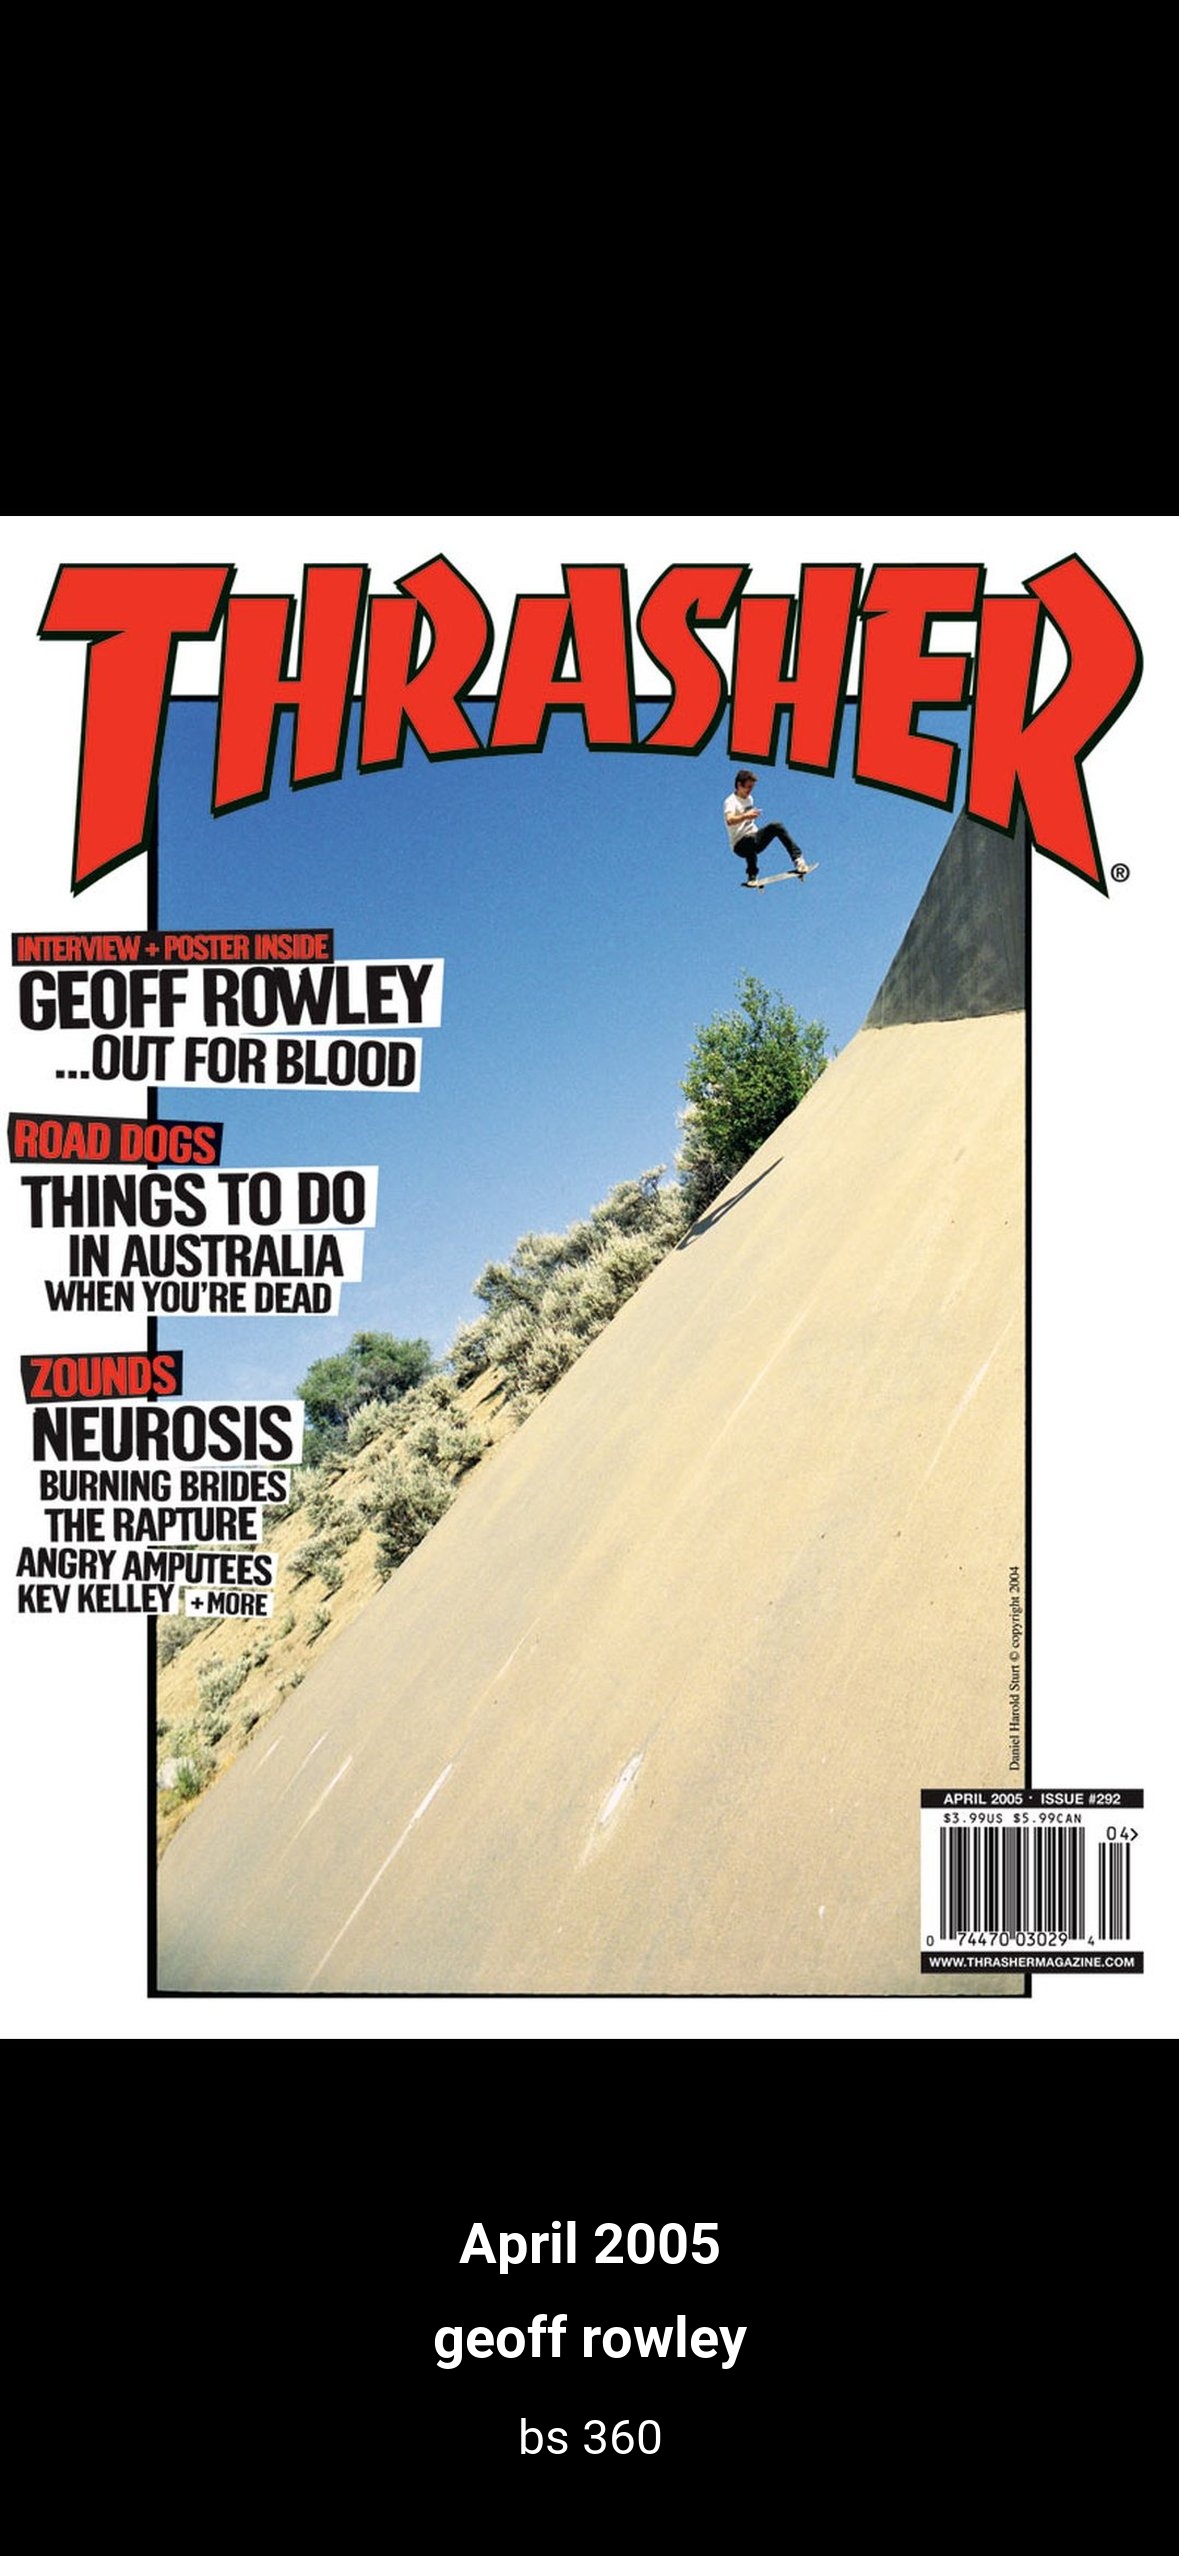 THRASHER
®
INTERVIEW + POSTER INSIDE
GEOFF ROWLEY
...OUT FOR BLOOD
ROAD DOGS
THINGS TO DO
IN AUSTRALIA
WHEN YOU'RE DEAD
ZOUNDS
NEUROSIS
BURNING BRIDES
THE RAPTURE
ANGRY AMPUTEES
KEV KELLEY +MORE
Daniel Harold Sturt © copyright 2004
APRIL 2005 · ISSUE #292
$3.99US $5.99CAN
04>
0 74470 03029 4
WWW.THRASHERMAGAZINE.COM
April 2005
geoff rowley
bs 360